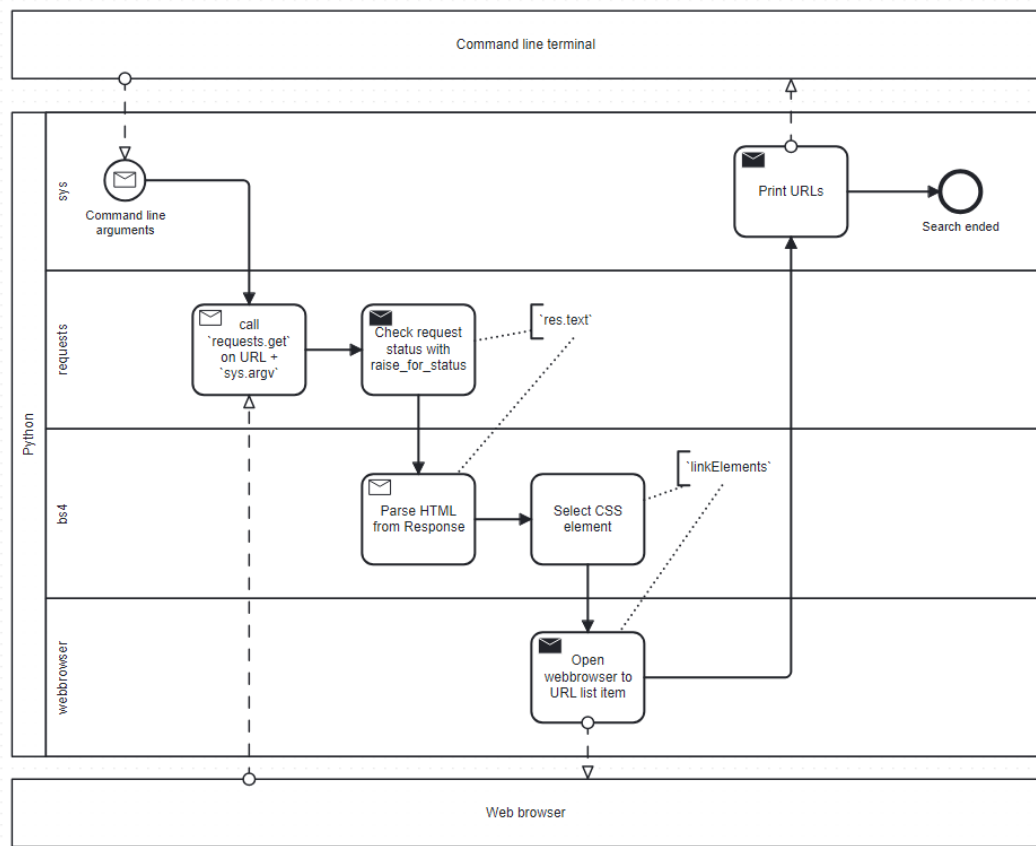 Command line terminal
Python
sys
Command line
arguments
Print URLs
Search ended
requests
call
`requests.get`
on URL +
`sys.argv`
Check request
status with
raise_for_status
`res.text`
bs4
Parse HTML
from Response
Select CSS
element
`linkElements`
webbrowser
Open
webbrowser to
URL list item
Web browser